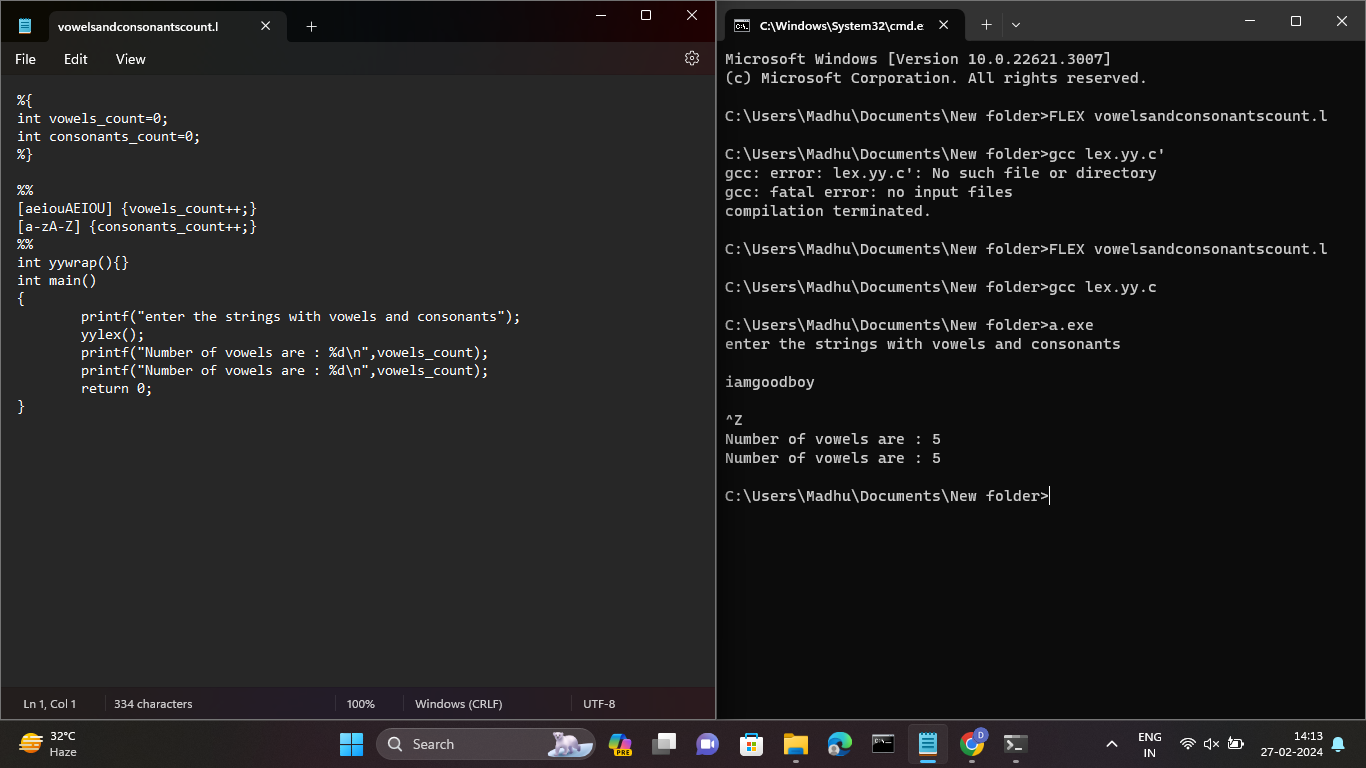 vowelsandconsonantscount.l
File Edit View
%{
int vowels_count=0;
int consonants_count=0;
%}
%%
[aeiouAEIOU] {vowels_count++;}
[a-zA-Z] {consonants_count++;}
%%
int yywrap(){}
int main()
{
printf("enter the strings with vowels and consonants");
yylex();
printf("Number of vowels are : %d\n",vowels_count);
printf("Number of vowels are : %d\n",vowels_count);
return 0;
}
Ln 1, Col 1 334 characters 100% Windows (CRLF) UTF-8
C:\Windows\System32\cmd.e
Microsoft Windows [Version 10.0.22621.3007]
(c) Microsoft Corporation. All rights reserved.
C:\Users\Madhu\Documents\New folder>FLEX vowelsandconsonantscount.l
C:\Users\Madhu\Documents\New folder>gcc lex.yy.c'
gcc: error: lex.yy.c': No such file or directory
gcc: fatal error: no input files
compilation terminated.
C:\Users\Madhu\Documents\New folder>FLEX vowelsandconsonantscount.l
C:\Users\Madhu\Documents\New folder>gcc lex.yy.c
C:\Users\Madhu\Documents\New folder>a.exe
enter the strings with vowels and consonants
iamgoodboy
^Z
Number of vowels are : 5
Number of vowels are : 5
C:\Users\Madhu\Documents\New folder>
32°C
Haze
Search
PRE
D
ENG
IN
14:13
27-02-2024